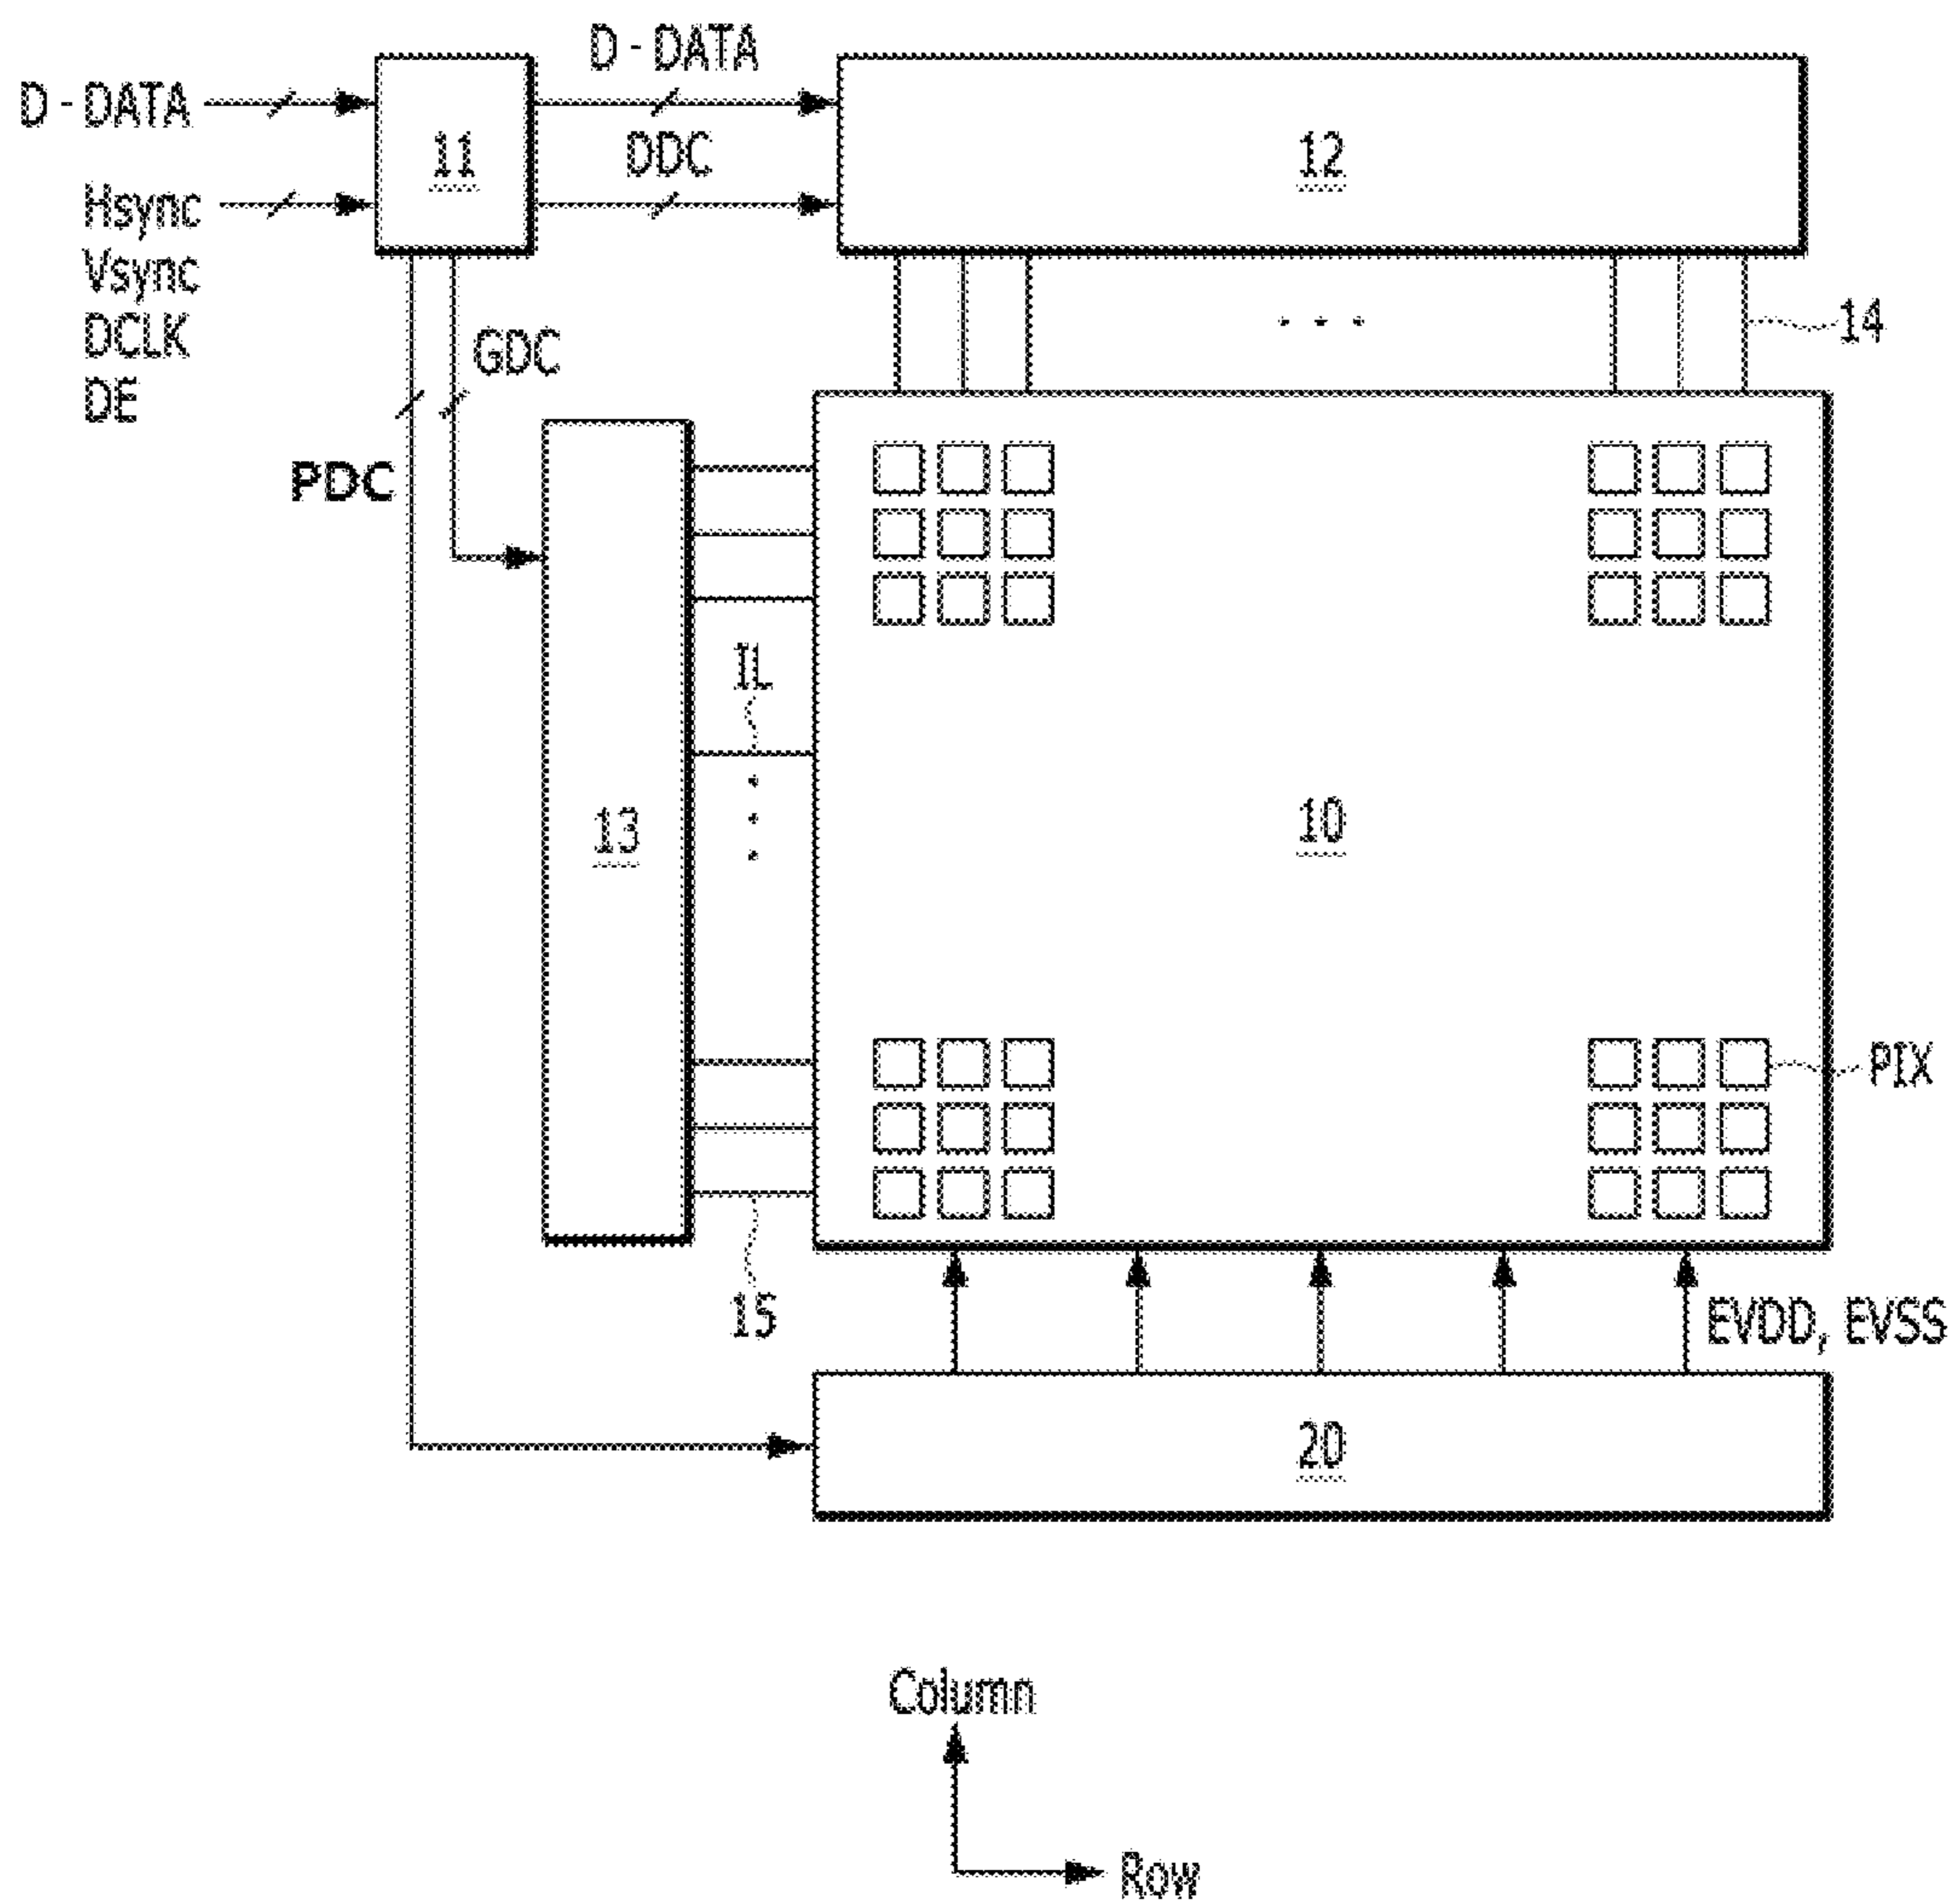 D - DATA
D - DATA
11
12
DDC
Hsync
Vsync
DCLK
DE
GDC
14
PDC
IL
13
10
PIX
15
EVDD, EVSS
20
Column
Row